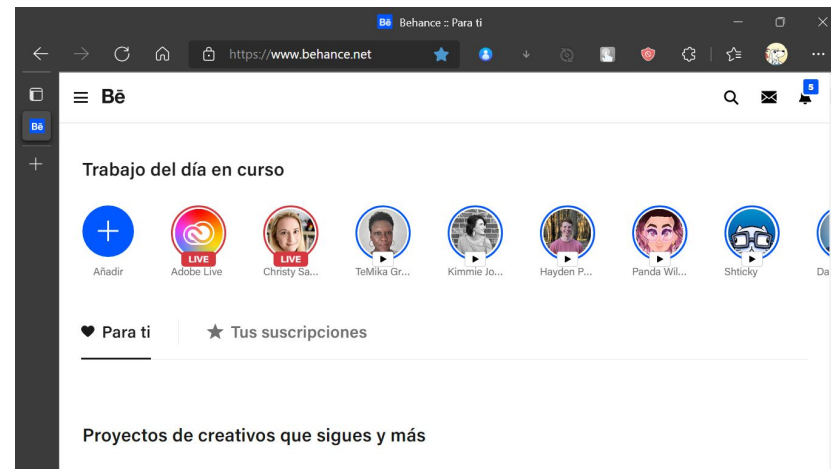 Bē Behance :: Para ti
https://www.behance.net
Bē
Bē
5
Trabajo del día en curso
LIVE
LIVE
Añadir
Adobe Live
Christy Sa...
TeMika Gr...
Kimmie Jo...
Hayden P...
Panda Wil...
Shticky
Da
Para ti
Tus suscripciones
Proyectos de creativos que sigues y más